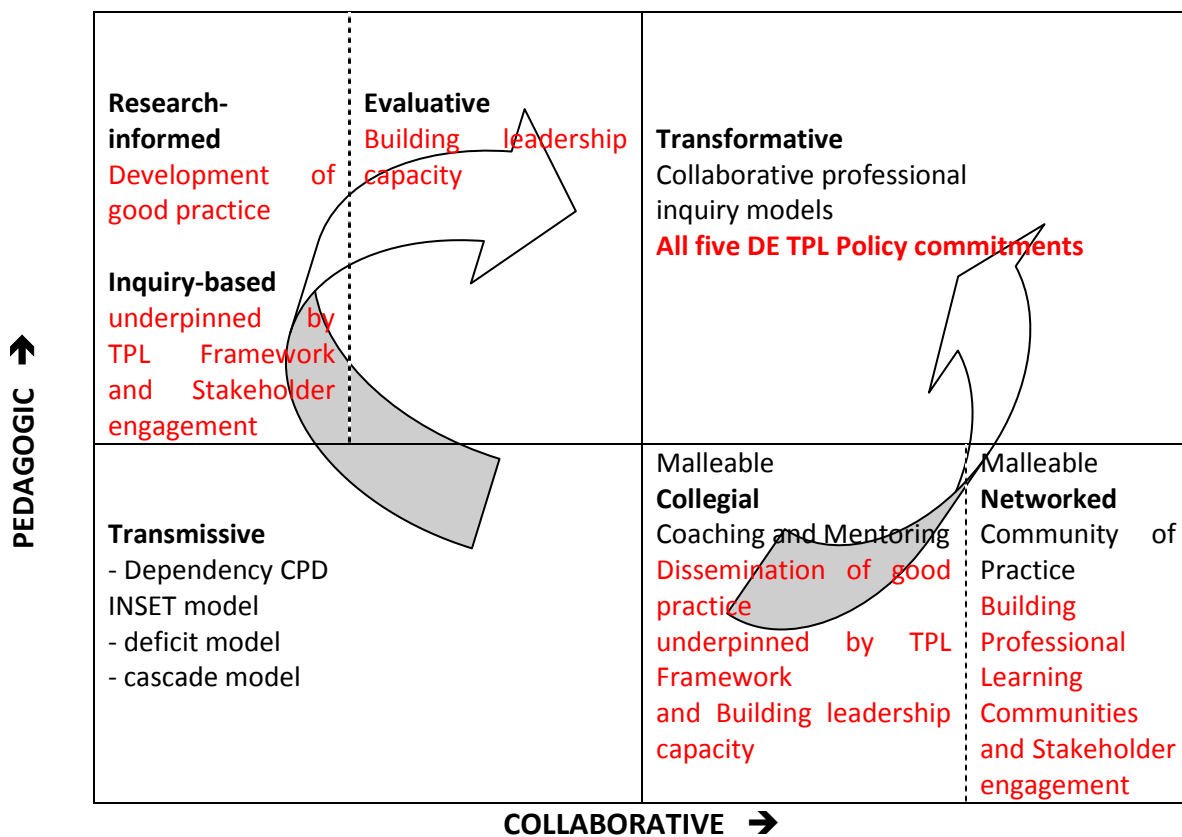 Research-
informed
Development of
good practice
Inquiry-based
underpinned by
TPL Framework
and Stakeholder
engagement
Evaluative
Building leadership
capacity
Transformative
Collaborative professional
inquiry models
All five DE TPL Policy commitments
PEDAGOGIC →
Transmissive
- Dependency CPD
INSET model
- deficit model
- cascade model
Malleable
Collegial
Coaching and Mentoring
Dissemination of good
practice
underpinned by TPL
Framework
and Building leadership
capacity
Malleable
Networked
Community of
Practice
Building
Professional
Learning
Communities
and Stakeholder
engagement
COLLABORATIVE →